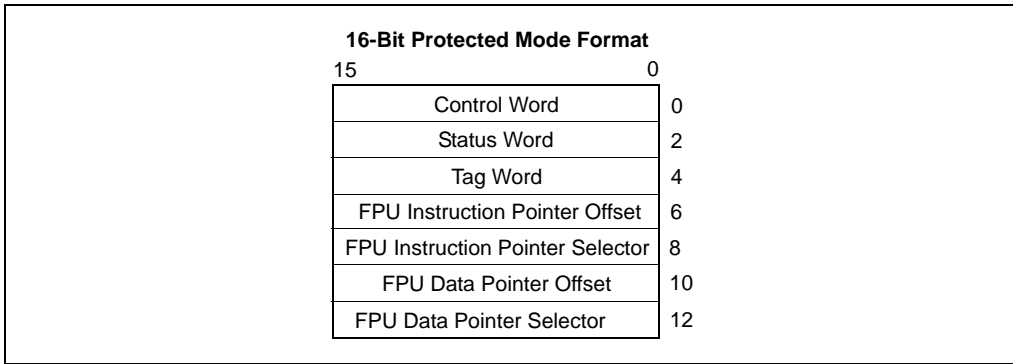 16-Bit Protected Mode Format
15 0
Control Word 0
Status Word 2
Tag Word 4
FPU Instruction Pointer Offset 6
FPU Instruction Pointer Selector 8
FPU Data Pointer Offset 10
FPU Data Pointer Selector 12